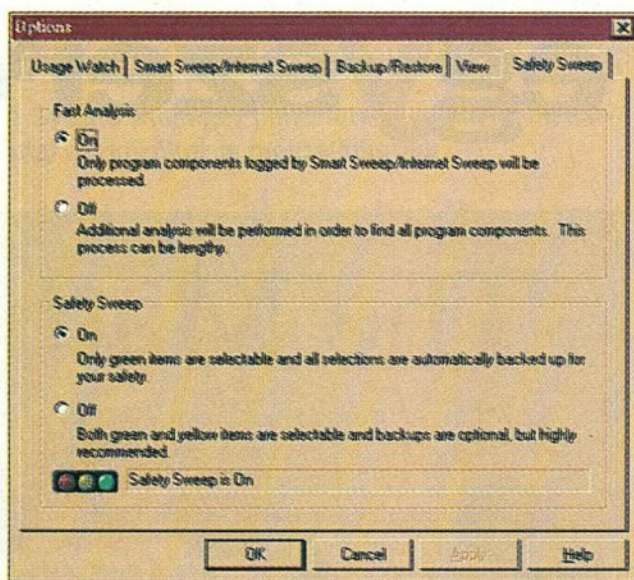 Options
Usage Watch
Smart Sweep/Internet Sweep
Backup/Restore
View
Safety Sweep
Fast Analysis
On
Only program components logged by Smart Sweep/Internet Sweep will be
processed.
Off
Additional analysis will be performed in order to find all program components. This
process can be lengthy.
Safety Sweep
On
Only green items are selectable and all selections are automatically backed up for
your safety.
Off
Both green and yellow items are selectable and backups are optional, but highly
recommended.
Safety Sweep is On
OK
Cancel
Apply
Help